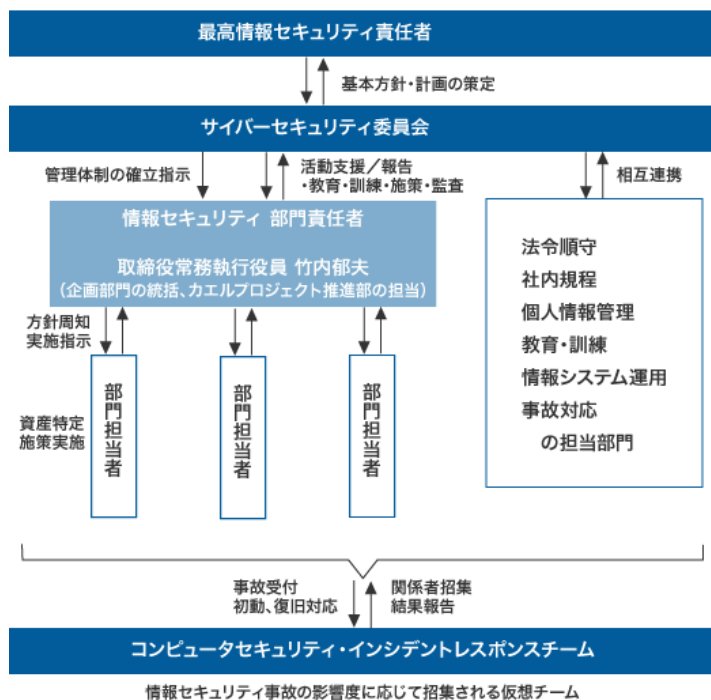 最高情報セキュリティ責任者
基本方針・計画の策定
サイバーセキュリティ委員会
管理体制の確立指示
活動支援／報告
・教育・訓練・施策・監査
相互連携
情報セキュリティ 部門責任者
取締役常務執行役員 竹内郁夫
（企画部門の統括、カエルプロジェクト推進部の担当）
法令順守
社内規程
個人情報管理
教育・訓練
情報システム運用
事故対応
の担当部門
方針周知
実施指示
資産特定
施策実施
部門担当者
部門担当者
部門担当者
事故受付
初動、復旧対応
関係者招集
結果報告
コンピュータセキュリティ・インシデントレスポンスチーム
情報セキュリティ事故の影響度に応じて招集される仮想チーム